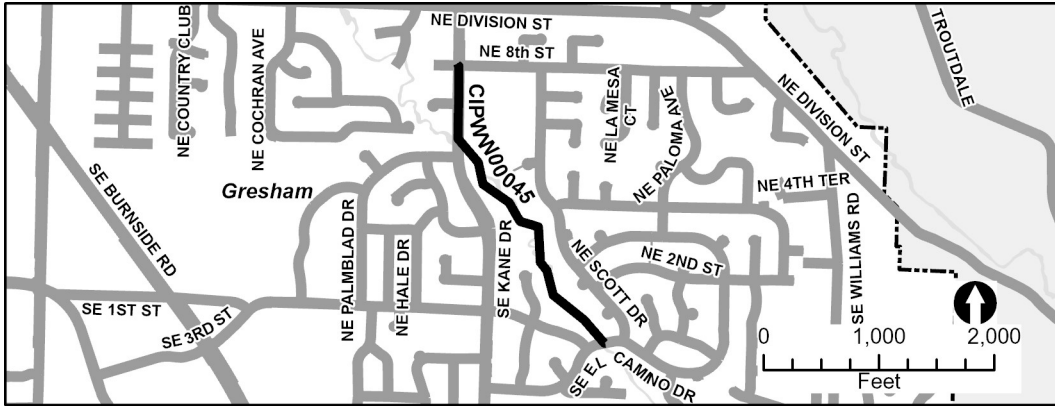 NE DIVISION ST
NE 8th ST
TROUTDALE
NE COUNTRY CLUB
NE COCHRAN AVE
CIPWW00045
NE LA MESA
CT
NE PALOMA AVE
NE DIVISION ST
NE 4TH TER
Gresham
SE BURNSIDE RD
NE PALMBLAD DR
NE HALE DR
SE KANE DR
NE SCOTT DR
NE 2ND ST
SE WILLIAMS RD
SE 1ST ST
SE 3RD ST
SE EL
CAMINO DR
0 1,000 2,000
Feet